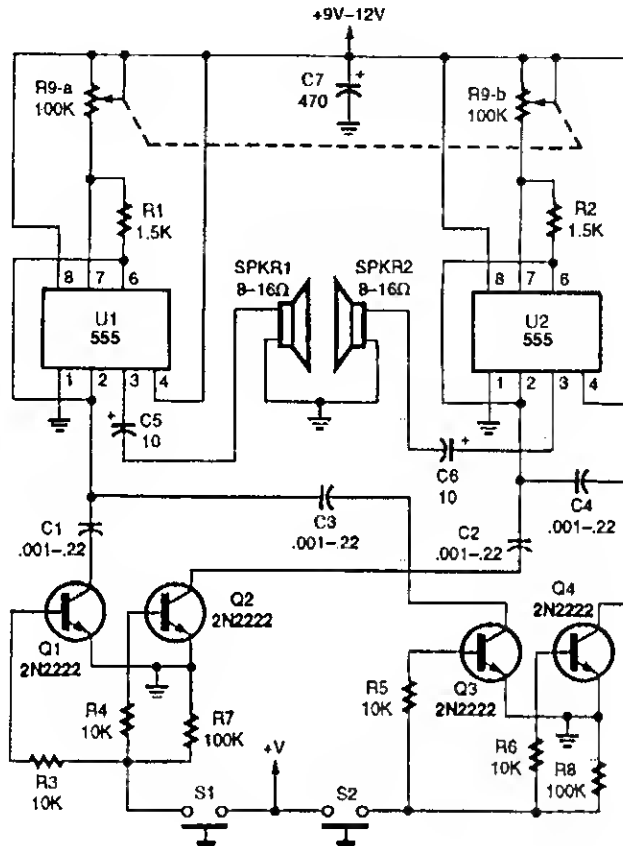 +9V–12V
R9-a
100K
C7
470
+
R9-b
100K
R1
1.5K
R2
1.5K
8 7 6
U1
555
1 2 3 4
SPKR1
8–16Ω
SPKR2
8–16Ω
8 7 6
U2
555
1 2 3 4
+
C5
10
+
C6
10
C1
.001–.22
C3
.001–.22
C2
.001–.22
C4
.001–.22
Q1
2N2222
Q2
2N2222
Q3
2N2222
Q4
2N2222
R4
10K
R7
100K
R5
10K
R6
10K
R8
100K
R3
10K
+V
S1
S2